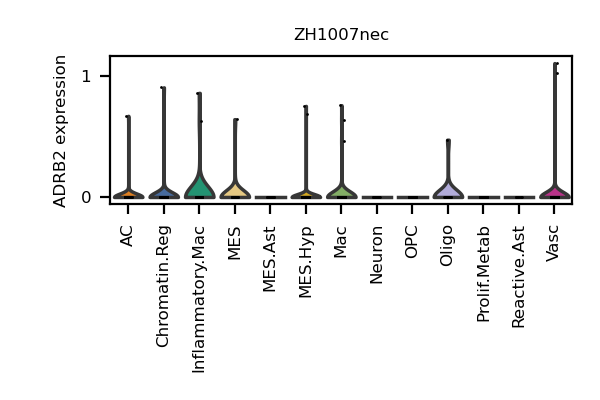 ZH1007nec
ADRB2 expression
1
0
AC
Chromatin.Reg
Inflammatory.Mac
MES
MES.Ast
MES.Hyp
Mac
Neuron
OPC
Oligo
Prolif.Metab
Reactive.Ast
Vasc